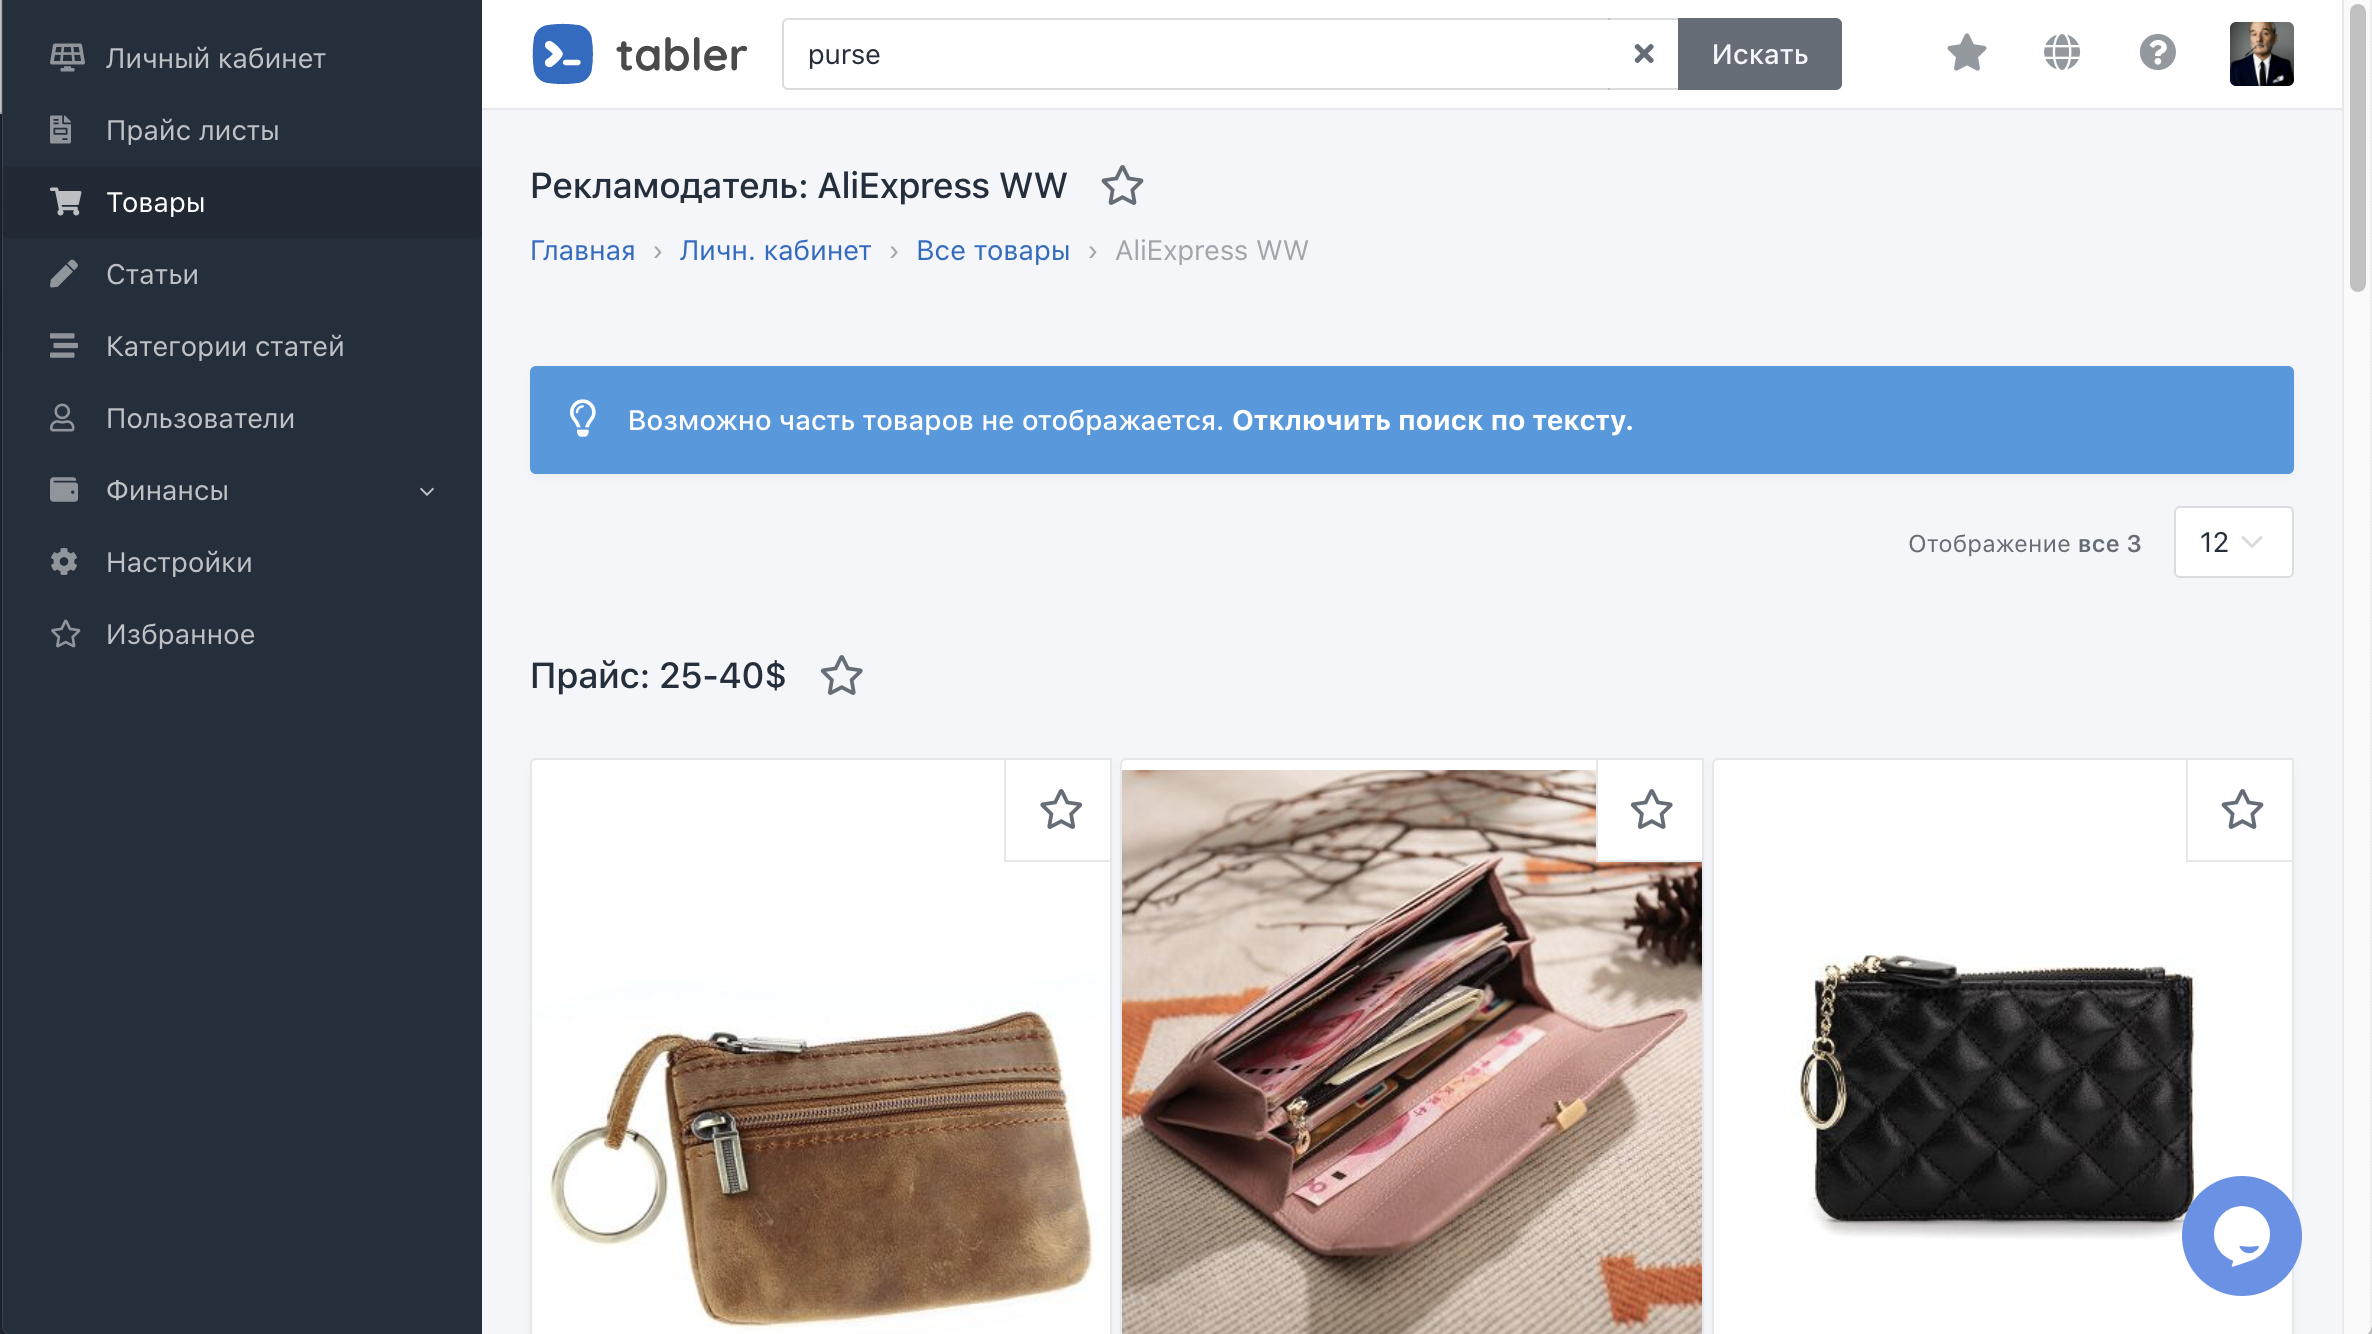 Личный кабинет
Прайс листы
Товары
Статьи
Категории статей
Пользователи
Финансы
Настройки
Избранное
tabler
purse
Искать
Рекламодатель: AliExpress WW
Главная › Личн. кабинет › Все товары › AliExpress WW
Возможно часть товаров не отображается. Отключить поиск по тексту.
Отображение все 3
12
Прайс: 25-40$